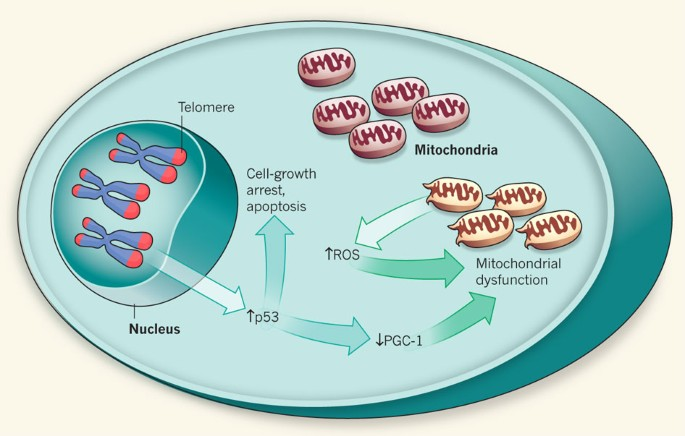 Telomere
Mitochondria
Cell-growth
arrest,
apoptosis
↑ROS
Mitochondrial
dysfunction
Nucleus
↑p53
↓PGC-1